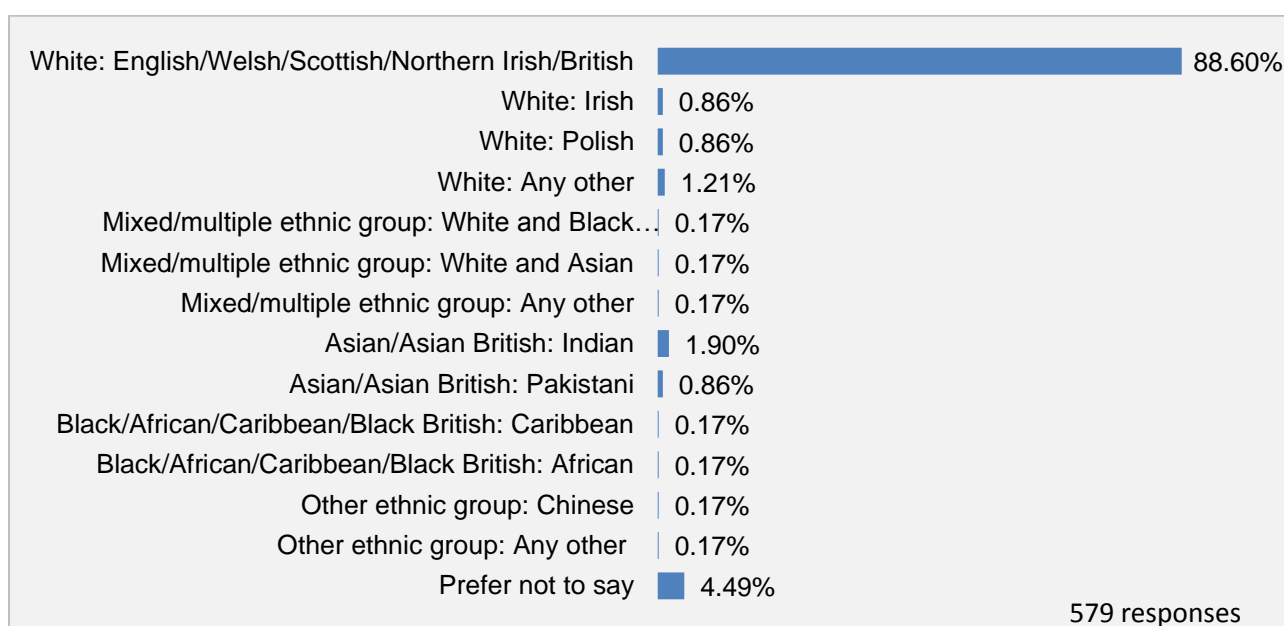 White: English/Welsh/Scottish/Northern Irish/British 88.60%
White: Irish 0.86%
White: Polish 0.86%
White: Any other 1.21%
Mixed/multiple ethnic group: White and Black… 0.17%
Mixed/multiple ethnic group: White and Asian 0.17%
Mixed/multiple ethnic group: Any other 0.17%
Asian/Asian British: Indian 1.90%
Asian/Asian British: Pakistani 0.86%
Black/African/Caribbean/Black British: Caribbean 0.17%
Black/African/Caribbean/Black British: African 0.17%
Other ethnic group: Chinese 0.17%
Other ethnic group: Any other 0.17%
Prefer not to say 4.49%
579 responses